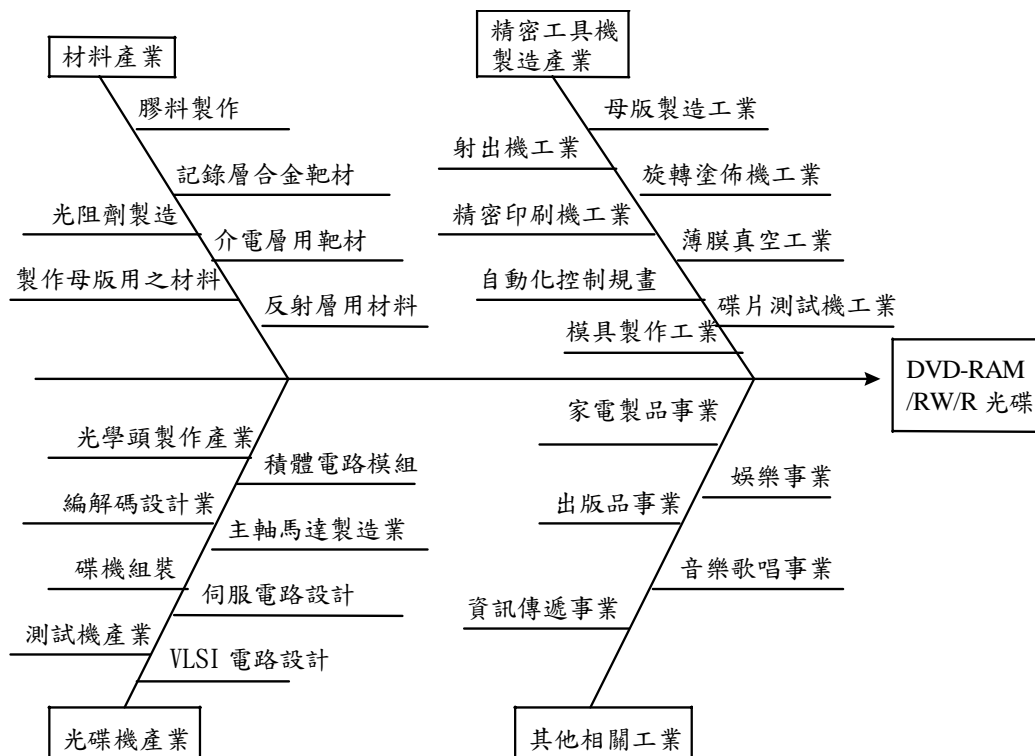 材料產業
膠料製作
記錄層合金靶材
光阻劑製造
介電層用靶材
製作母版用之材料
反射層用材料
精密工具機
製造產業
母版製造工業
射出機工業
旋轉塗佈機工業
精密印刷機工業
薄膜真空工業
自動化控制規畫
碟片測試機工業
模具製作工業
DVD-RAM
/RW/R 光碟
光學頭製作產業
積體電路模組
編解碼設計業
主軸馬達製造業
碟機組裝
伺服電路設計
測試機產業
VLSI 電路設計
光碟機產業
家電製品事業
娛樂事業
出版品事業
音樂歌唱事業
資訊傳遞事業
其他相關工業